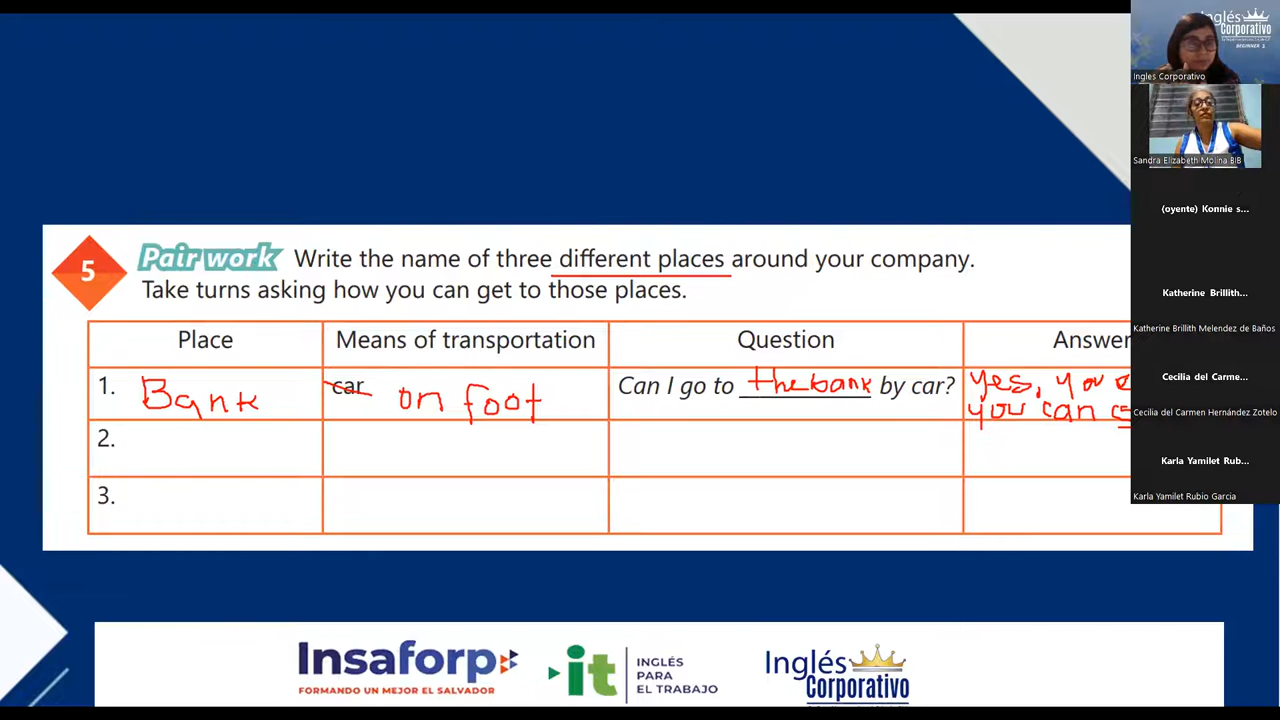 Inglés
Corporativo
BEGINNER 2
Ingles Corporativo
Sandra Elizabeth Molina BIB
(oyente) Konnie s...
Katherine Brillith...
Katherine Brillith Melendez de Baños
Cecilia del Carme...
Cecilia del Carmen Hernández Zotelo
Karla Yamilet Rub...
Karla Yamilet Rubio Garcia
5 Pair work Write the name of three different places around your company.
Take turns asking how you can get to those places.
Place Means of transportation Question Answer
1. Bank car on foot Can I go to the bank by car? yes, you
you can
2.
3.
Insaforp
FORMANDO UN MEJOR EL SALVADOR
it INGLÉS
PARA
EL TRABAJO
Inglés
Corporativo